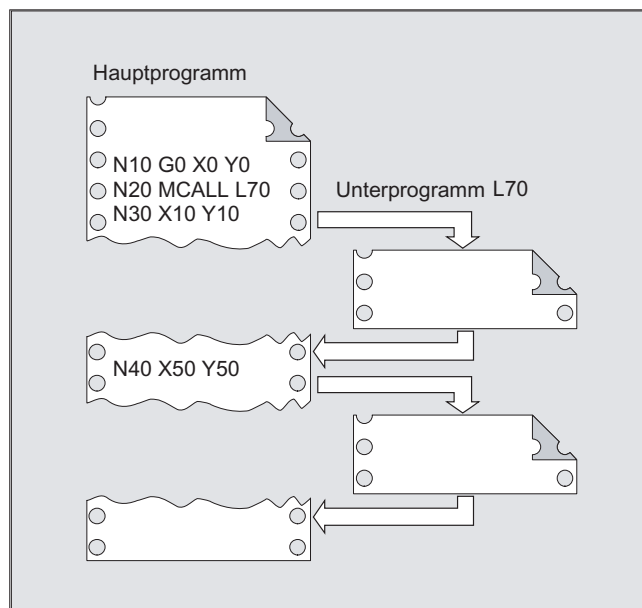 Hauptprogramm
N10 G0 X0 Y0
N20 MCALL L70
N30 X10 Y10
Unterprogramm L70
N40 X50 Y50